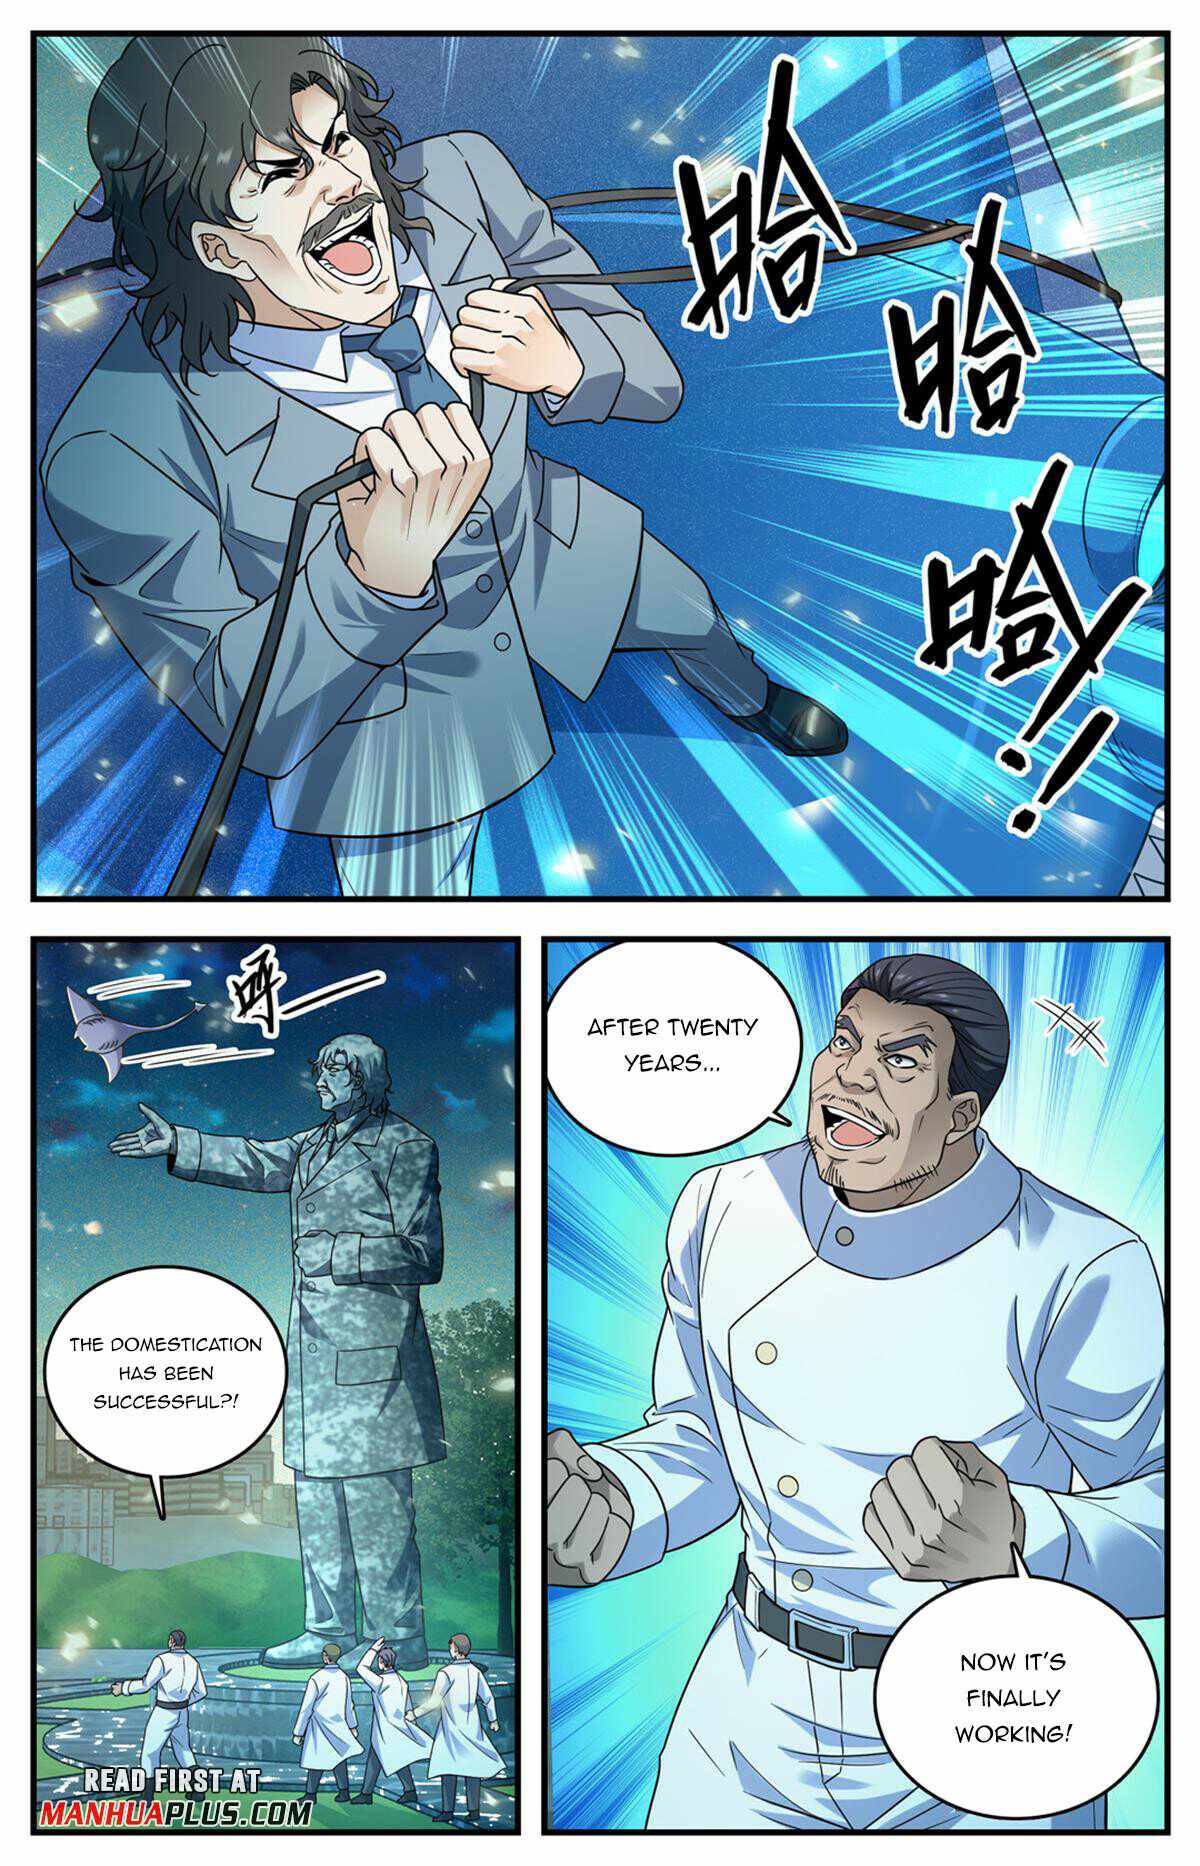 哈
哈
哈!!
呼—
THE DOMESTICATION
HAS BEEN
SUCCESSFUL?!
AFTER TWENTY
YEARS...
NOW IT'S
FINALLY
WORKING!
READ FIRST AT
MANHUAPLUS.COM